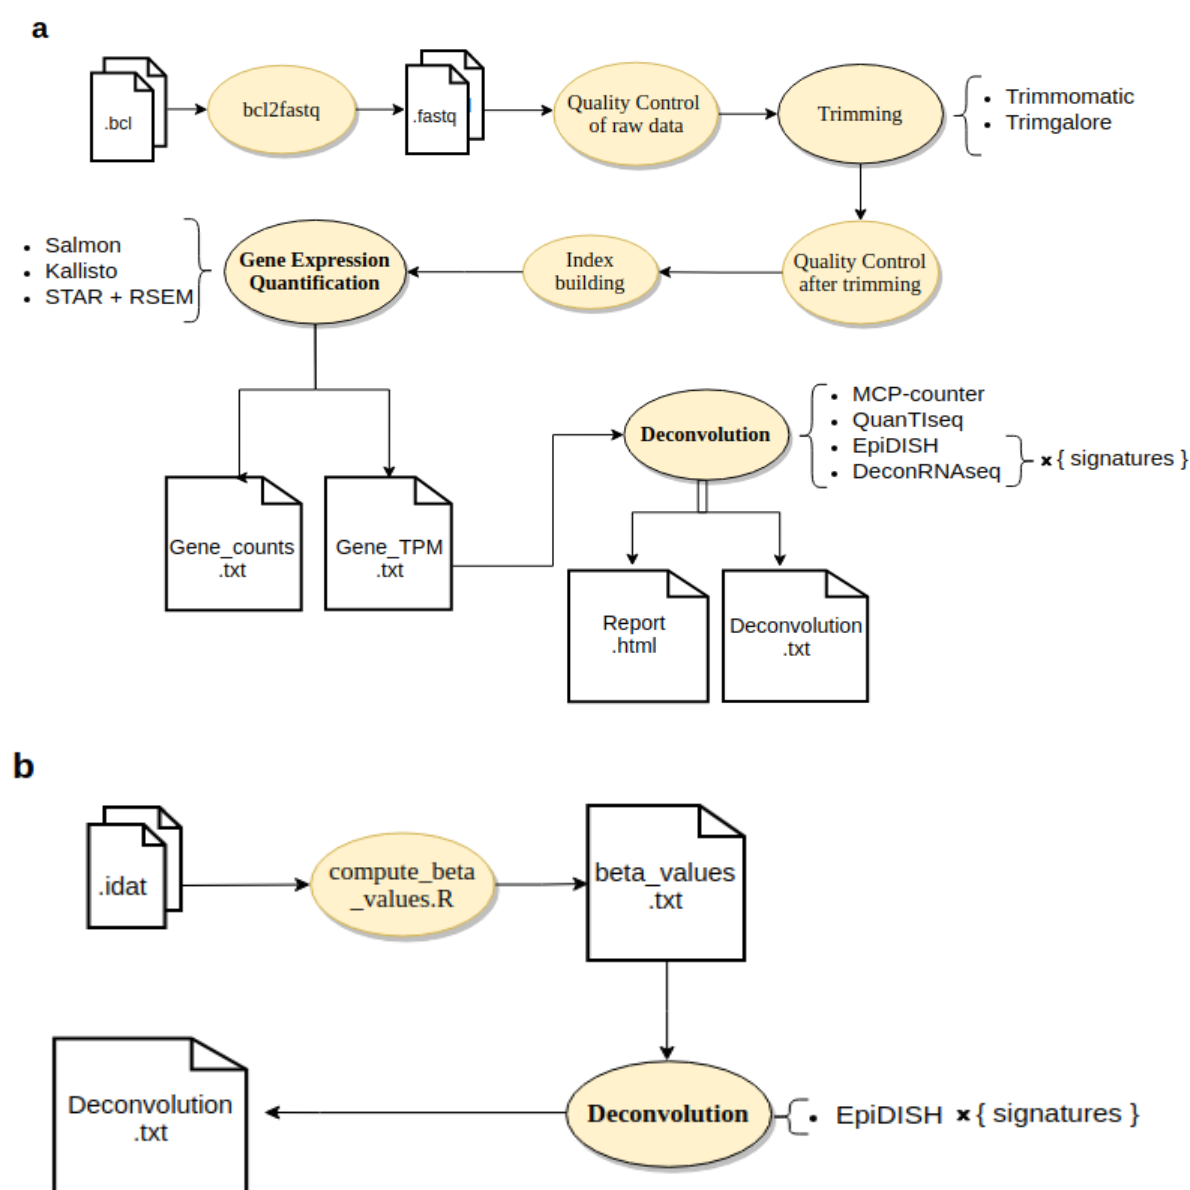 a
.bcl
bcl2fastq
.fastq
Quality Control
of raw data
Trimming
• Trimmomatic
• Trimgalore
• Salmon
• Kallisto
• STAR + RSEM
Gene Expression
Quantification
Index
building
Quality Control
after trimming
Gene_counts
.txt
Gene_TPM
.txt
Deconvolution
• MCP-counter
• QuanTIseq
• EpiDISH
• DeconRNAseq
× { signatures }
Report
.html
Deconvolution
.txt
b
.idat
compute_beta
_values.R
beta_values
.txt
Deconvolution
.txt
Deconvolution
• EpiDISH × { signatures }